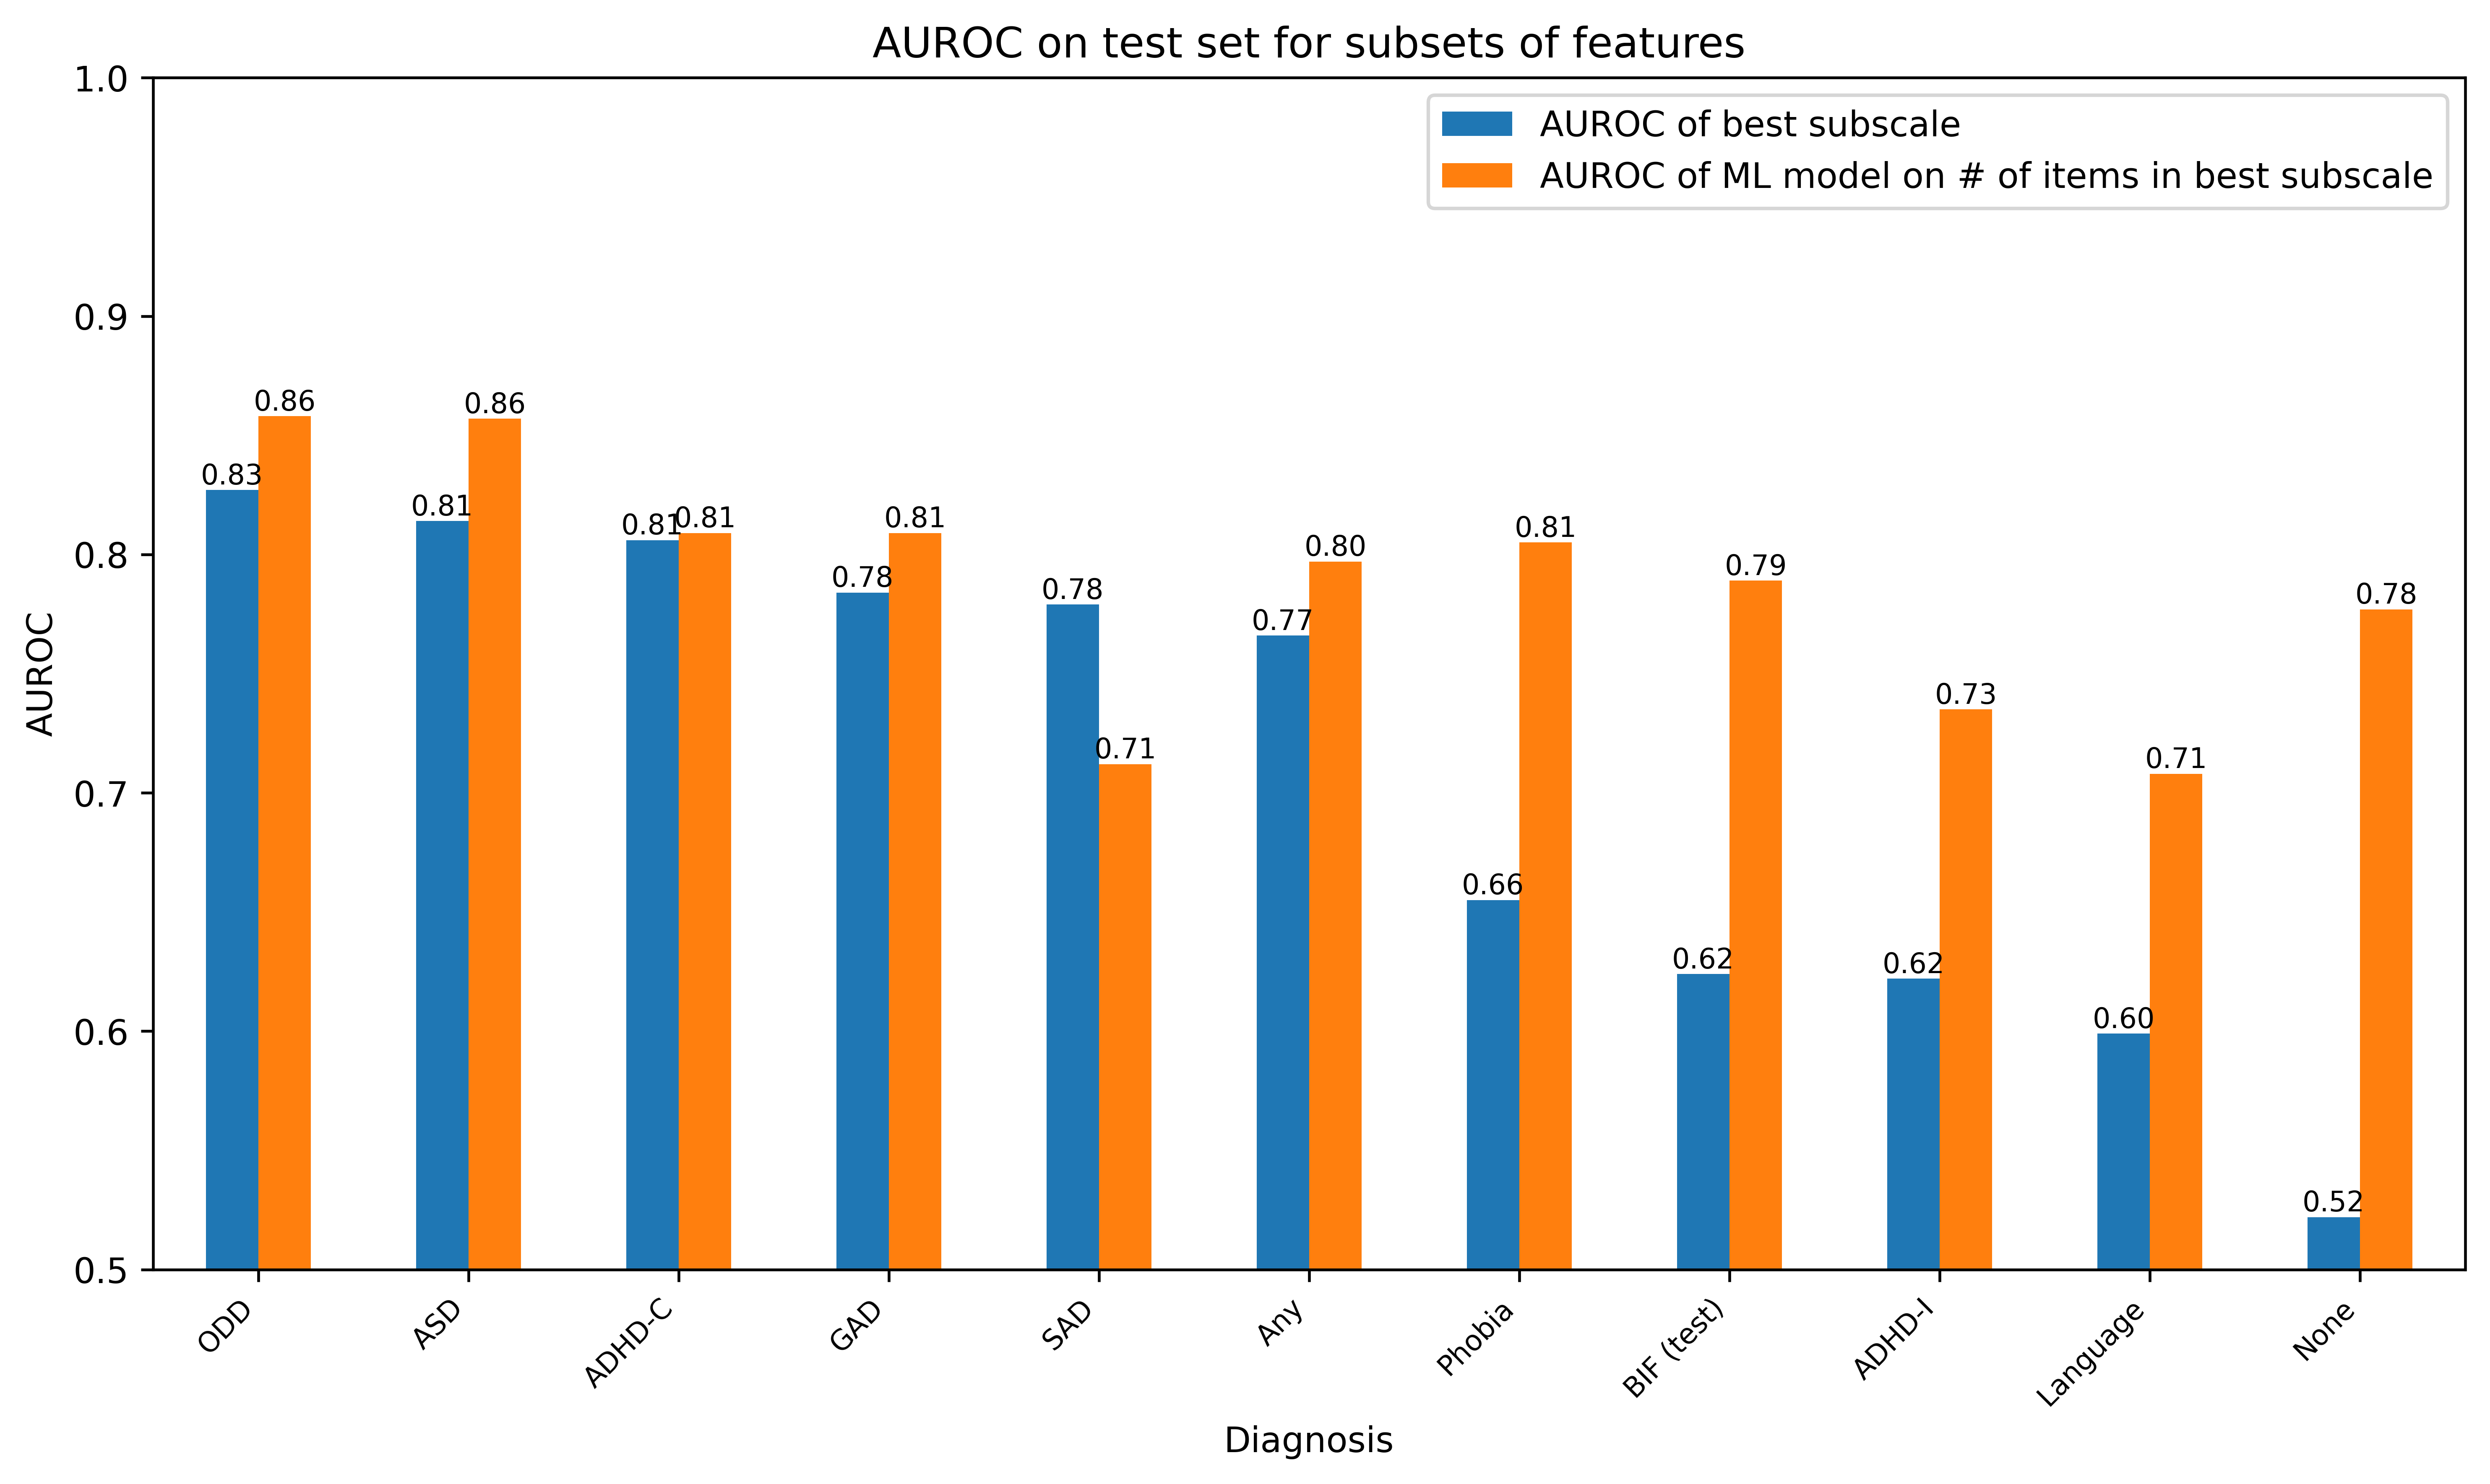 AUROC on test set for subsets of features
AUROC of best subscale
AUROC of ML model on # of items in best subscale
AUROC
1.0
0.9
0.8
0.7
0.6
0.5
0.83
0.86
0.81
0.86
0.81
0.81
0.78
0.81
0.78
0.71
0.77
0.80
0.66
0.81
0.62
0.79
0.62
0.73
0.60
0.71
0.52
0.78
ODD
ASD
ADHD-C
GAD
SAD
Any
Phobia
BIF (test)
ADHD-I
Language
None
Diagnosis